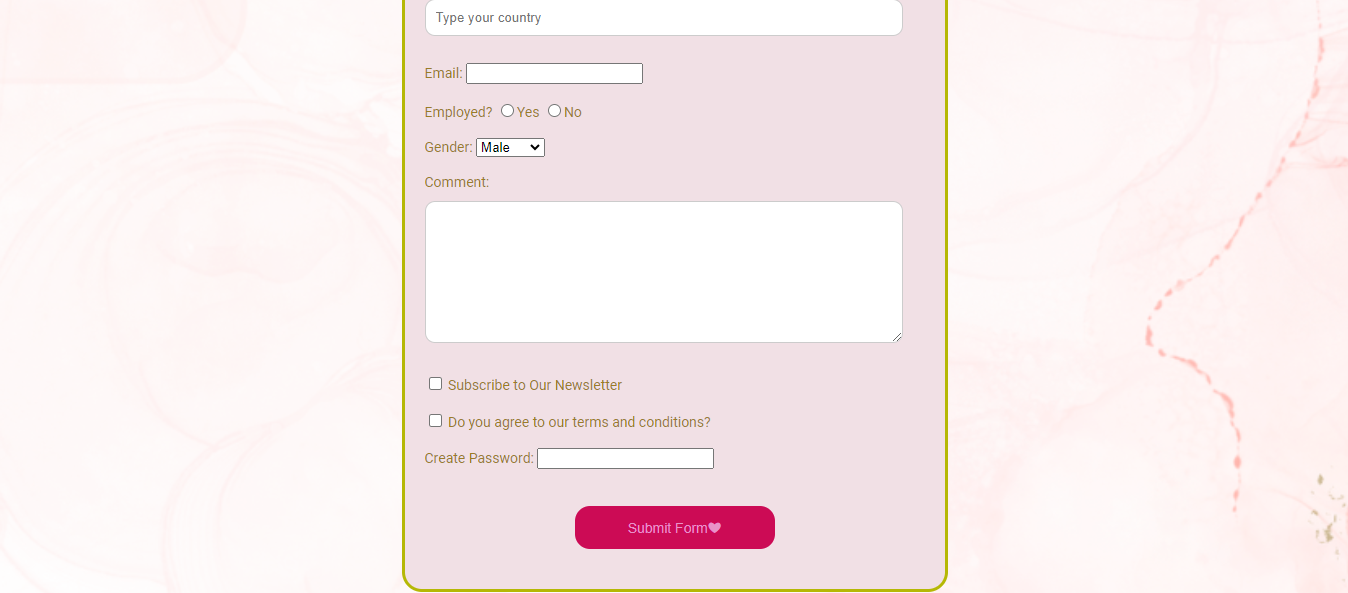 Type your country
Email:
Employed? Yes No
Gender: Male
Comment:
Subscribe to Our Newsletter
Do you agree to our terms and conditions?
Create Password:
Submit Form